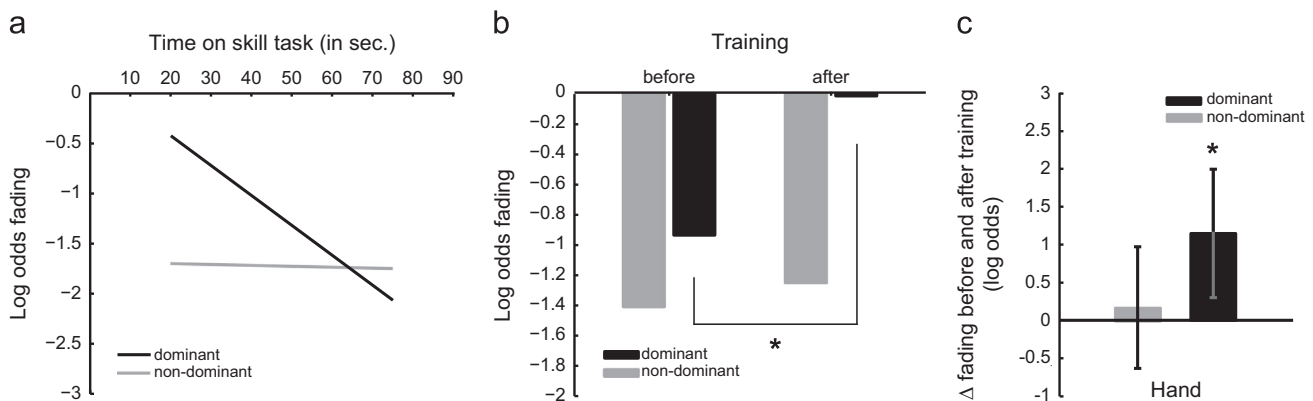 a
Time on skill task (in sec.)
10 20 30 40 50 60 70 80 90
0
−0.5
−1
−1.5
−2
−2.5
−3
Log odds fading
dominant
non-dominant
b
Training
before after
0
−0.2
−0.4
−0.6
−0.8
−1
−1.2
−1.4
−1.6
−1.8
−2
Log odds fading
*
dominant
non-dominant
c
3
2.5
2
1.5
1
0.5
0
-0.5
-1
Δ fading before and after training
(log odds)
dominant
non-dominant
*
Hand